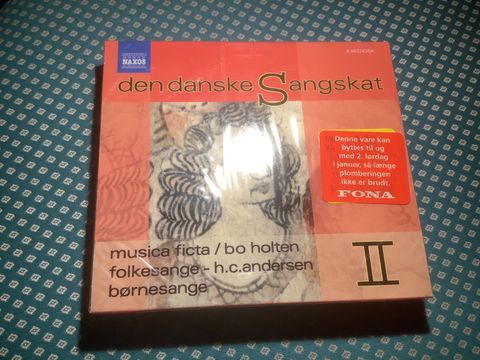 NAXOS
den danske Sangskat
Denne vare kan
byttes til og
med 2. lørdag
i januar, så længe
plomberingen
ikke er brudt.
FONA
musica ficta / bo holten
folkesange - h.c.andersen
børnesange
II